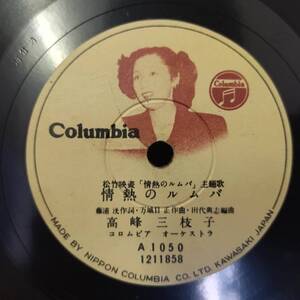 Columbia
Columbia
松竹映画「情熱のルムバ」主題歌
情熱のルムバ
藤浦 洸作詞・万城目 正作曲・田代與志編曲
高峰三枝子
コロムビア オーケストラ
A1050
1211858
MADE BY NIPPON COLUMBIA CO. LTD. KAWASAKI JAPAN